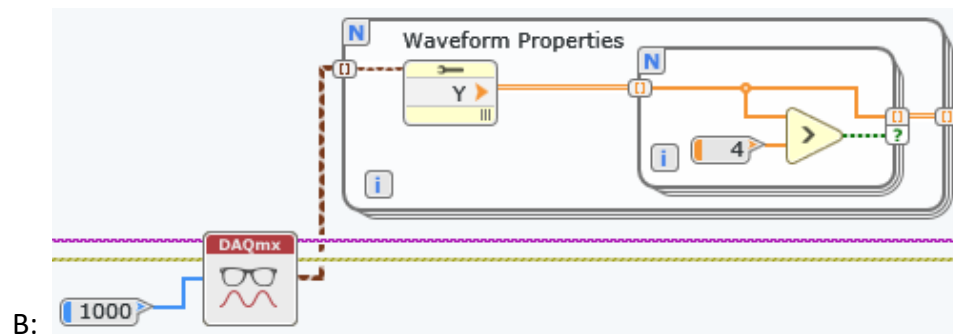 N
Waveform Properties
N
[]
Y
[]
[]
[]
>
?
4
i
i
DAQmx
1000
B: